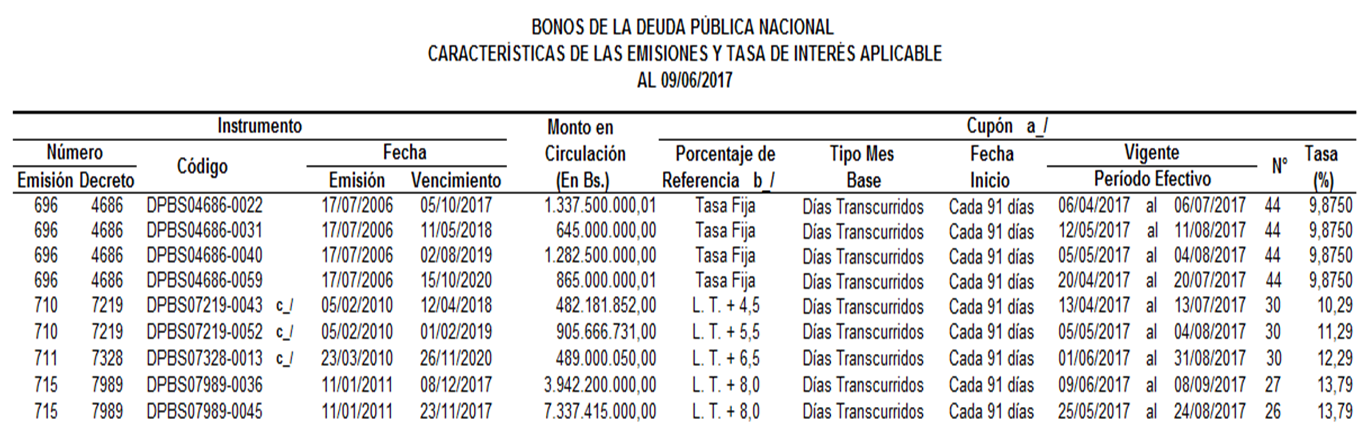 BONOS DE LA DEUDA PÚBLICA NACIONAL
CARACTERÍSTICAS DE LAS EMISIONES Y TASA DE INTERÉS APLICABLE
AL 09/06/2017
Instrumento Monto en Cupón a_/
Número Código Fecha Circulación Porcentaje de Tipo Mes Fecha Vigente N° Tasa
Emisión Decreto Emisión Vencimiento (En Bs.) Referencia b_/ Base Inicio Período Efectivo (%)
696 4686 DPBS04686-0022 17/07/2006 05/10/2017 1.337.500.000,01 Tasa Fija Días Transcurridos Cada 91 días 06/04/2017 al 06/07/2017 44 9,8750
696 4686 DPBS04686-0031 17/07/2006 11/05/2018 645.000.000,00 Tasa Fija Días Transcurridos Cada 91 días 12/05/2017 al 11/08/2017 44 9,8750
696 4686 DPBS04686-0040 17/07/2006 02/08/2019 1.282.500.000,00 Tasa Fija Días Transcurridos Cada 91 días 05/05/2017 al 04/08/2017 44 9,8750
696 4686 DPBS04686-0059 17/07/2006 15/10/2020 865.000.000,01 Tasa Fija Días Transcurridos Cada 91 días 20/04/2017 al 20/07/2017 44 9,8750
710 7219 DPBS07219-0043 c_/ 05/02/2010 12/04/2018 482.181.852,00 L. T. + 4,5 Días Transcurridos Cada 91 días 13/04/2017 al 13/07/2017 30 10,29
710 7219 DPBS07219-0052 c_/ 05/02/2010 01/02/2019 905.666.731,00 L. T. + 5,5 Días Transcurridos Cada 91 días 05/05/2017 al 04/08/2017 30 11,29
711 7328 DPBS07328-0013 c_/ 23/03/2010 26/11/2020 489.000.050,00 L. T. + 6,5 Días Transcurridos Cada 91 días 01/06/2017 al 31/08/2017 30 12,29
715 7989 DPBS07989-0036 11/01/2011 08/12/2017 3.942.200.000,00 L. T. + 8,0 Días Transcurridos Cada 91 días 09/06/2017 al 08/09/2017 27 13,79
715 7989 DPBS07989-0045 11/01/2011 23/11/2017 7.337.415.000,00 L. T. + 8,0 Días Transcurridos Cada 91 días 25/05/2017 al 24/08/2017 26 13,79